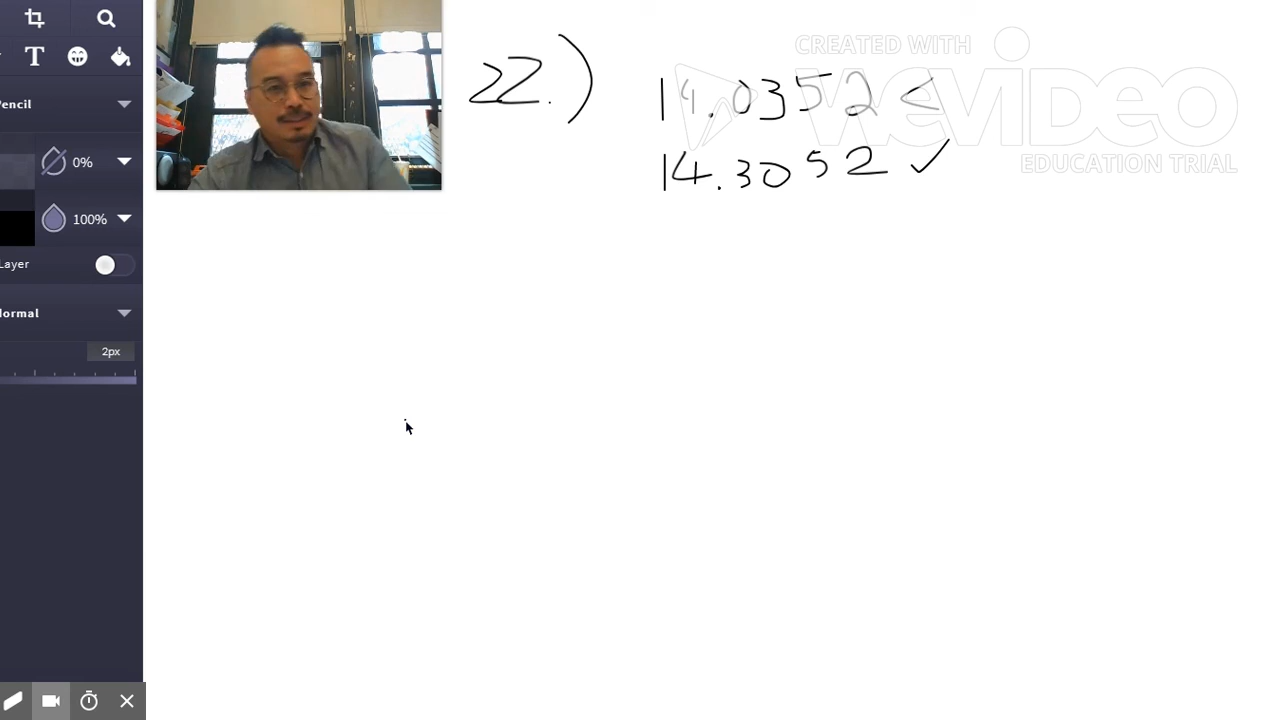 T
Pencil
0%
100%
Layer
Normal
2px
22.)
14.0352 <
14.3052 ✓
CREATED WITH
WeVideo
EDUCATION TRIAL